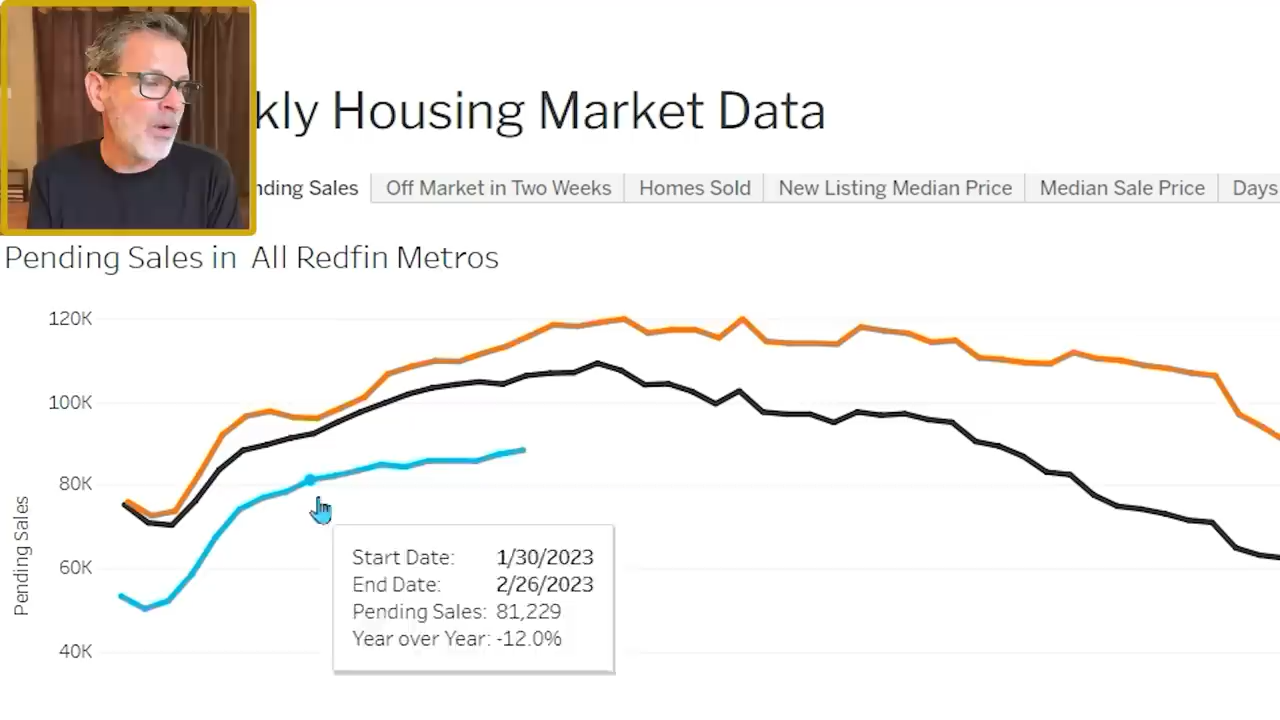 kly Housing Market Data
nding Sales
Off Market in Two Weeks
Homes Sold
New Listing Median Price
Median Sale Price
Days
Pending Sales in All Redfin Metros
120K
100K
80K
60K
40K
Pending Sales
Start Date: 1/30/2023
End Date: 2/26/2023
Pending Sales: 81,229
Year over Year: -12.0%